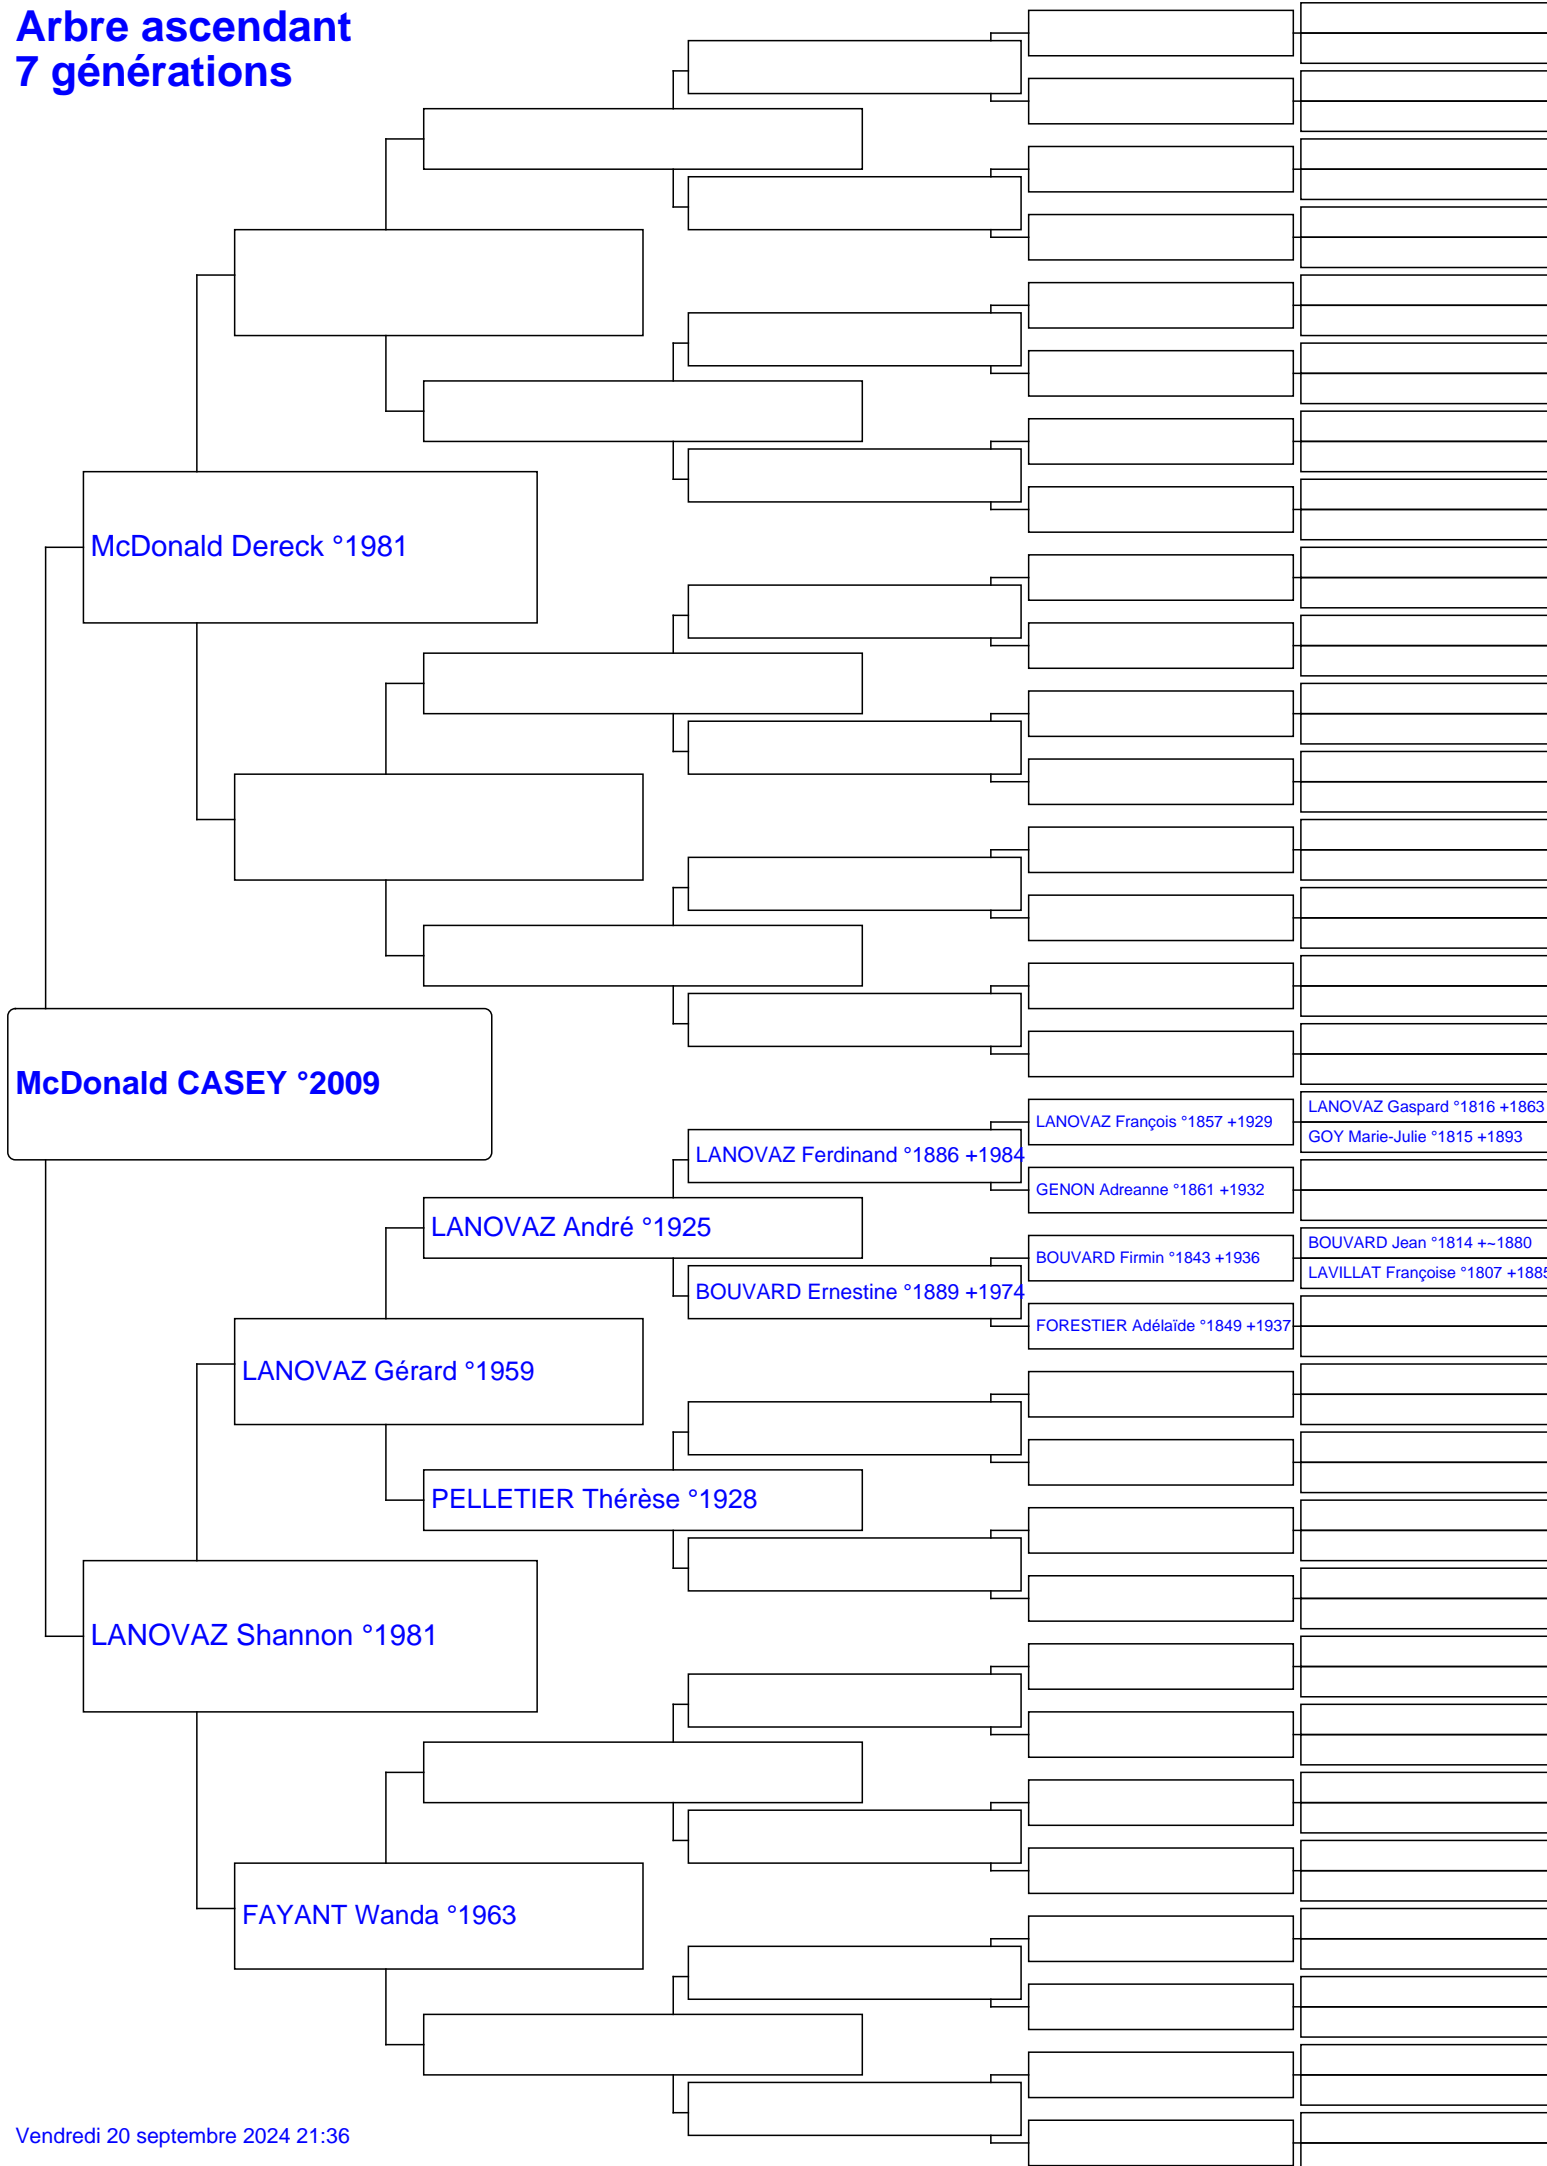 Arbre ascendant
7 générations
McDonald Dereck °1981
McDonald CASEY °2009
LANOVAZ Gaspard °1816 +1863
LANOVAZ François °1857 +1929
GOY Marie-Julie °1815 +1893
LANOVAZ Ferdinand °1886 +1984
GENON Adreanne °1861 +1932
LANOVAZ André °1925
BOUVARD Jean °1814 +~1880
BOUVARD Firmin °1843 +1936
LAVILLAT Françoise °1807 +1885
BOUVARD Ernestine °1889 +1974
FORESTIER Adélaïde °1849 +1937
LANOVAZ Gérard °1959
PELLETIER Thérèse °1928
LANOVAZ Shannon °1981
FAYANT Wanda °1963
Vendredi 20 septembre 2024 21:36